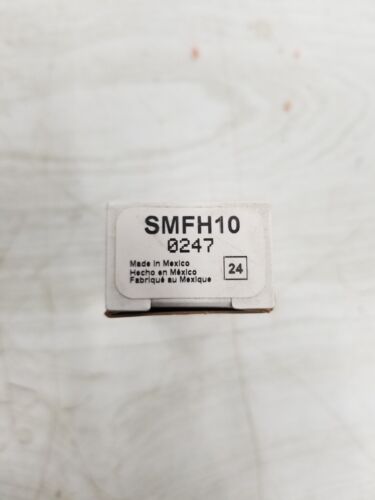 SMFH10
0247
Made in Mexico
Hecho en México
Fabriqué au Mexique
24